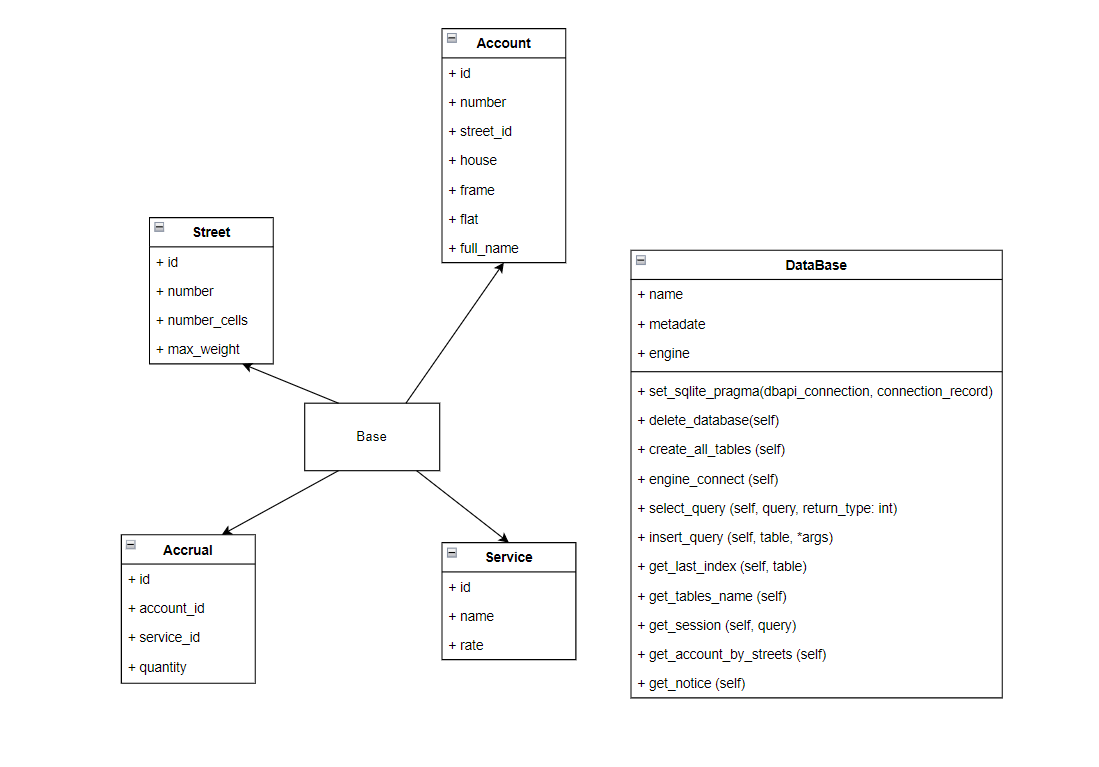 Account
+ id
+ number
+ street_id
+ house
+ frame
+ flat
+ full_name
Street
+ id
+ number
+ number_cells
+ max_weight
Base
Accrual
+ id
+ account_id
+ service_id
+ quantity
Service
+ id
+ name
+ rate
DataBase
+ name
+ metadate
+ engine
+ set_sqlite_pragma(dbapi_connection, connection_record)
+ delete_database(self)
+ create_all_tables (self)
+ engine_connect (self)
+ select_query (self, query, return_type: int)
+ insert_query (self, table, *args)
+ get_last_index (self, table)
+ get_tables_name (self)
+ get_session (self, query)
+ get_account_by_streets (self)
+ get_notice (self)